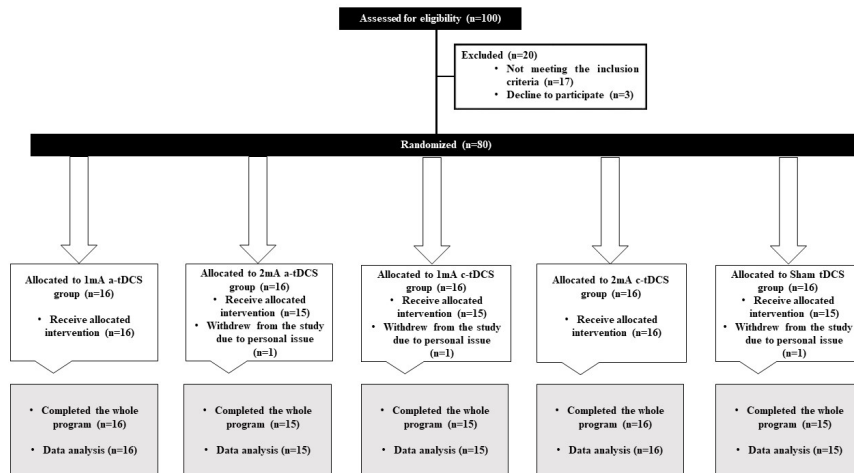 Assessed for eligibility (n=100)
Excluded (n=20)
• Not meeting the inclusion
criteria (n=17)
• Decline to participate (n=3)
Randomized (n=80)
Allocated to 1mA a-tDCS
group (n=16)
• Receive allocated
intervention (n=16)
Allocated to 2mA a-tDCS
group (n=16)
• Receive allocated
intervention (n=15)
• Withdrew from the study
due to personal issue
(n=1)
Allocated to 1mA c-tDCS
group (n=16)
• Receive allocated
intervention (n=15)
• Withdrew from the study
due to personal issue
(n=1)
Allocated to 2mA c-tDCS
group (n=16)
• Receive allocated
intervention (n=16)
Allocated to Sham tDCS
group (n=16)
• Receive allocated
intervention (n=15)
• Withdrew from the study
due to personal issue
(n=1)
• Completed the whole
program (n=16)
• Data analysis (n=16)
• Completed the whole
program (n=15)
• Data analysis (n=15)
• Completed the whole
program (n=15)
• Data analysis (n=15)
• Completed the whole
program (n=16)
• Data analysis (n=16)
• Completed the whole
program (n=15)
• Data analysis (n=15)